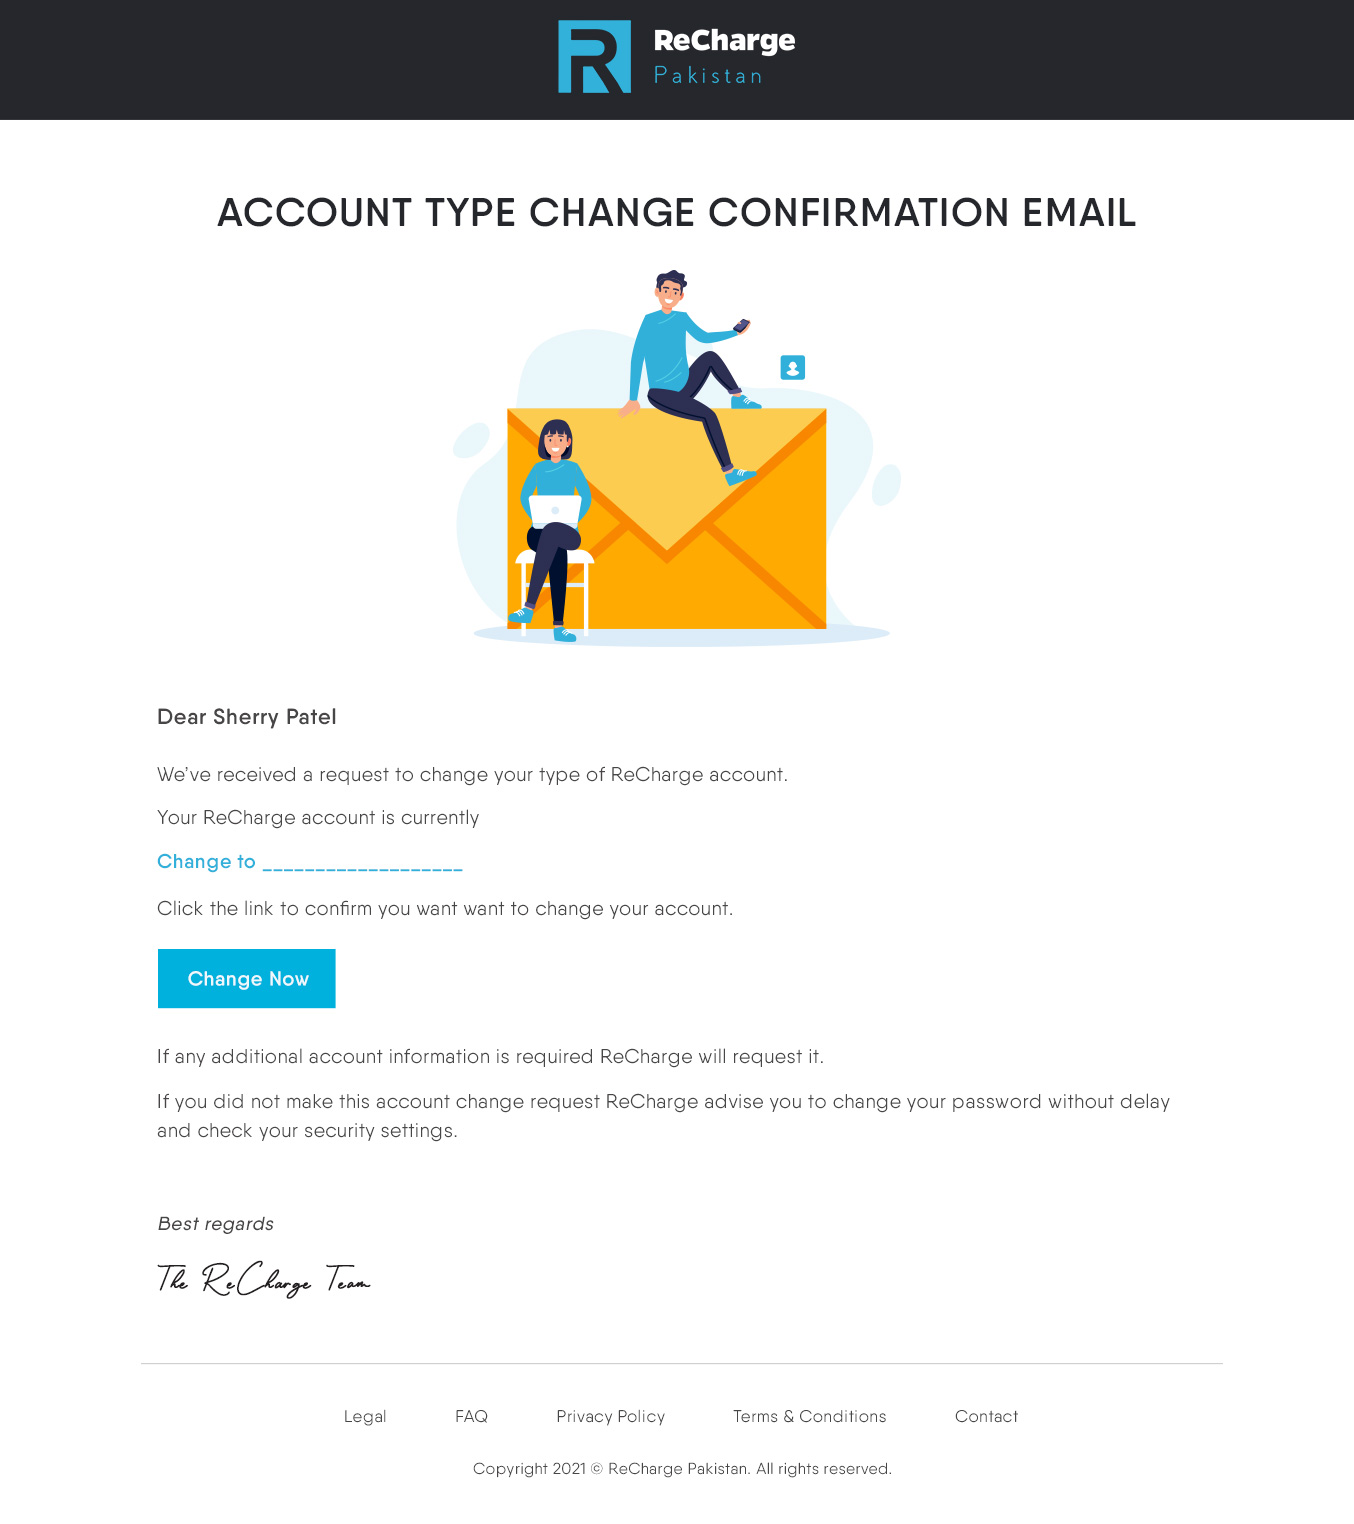 ReCharge
Pakistan
ACCOUNT TYPE CHANGE CONFIRMATION EMAIL
Dear Sherry Patel
We've received a request to change your type of ReCharge account.
Your ReCharge account is currently
Change to ___________________
Click the link to confirm you want want to change your account.
Change Now
If any additional account information is required ReCharge will request it.
If you did not make this account change request ReCharge advise you to change your password without delay
and check your security settings.
Best regards
The ReCharge Team
Legal FAQ Privacy Policy Terms & Conditions Contact
Copyright 2021 © ReCharge Pakistan. All rights reserved.